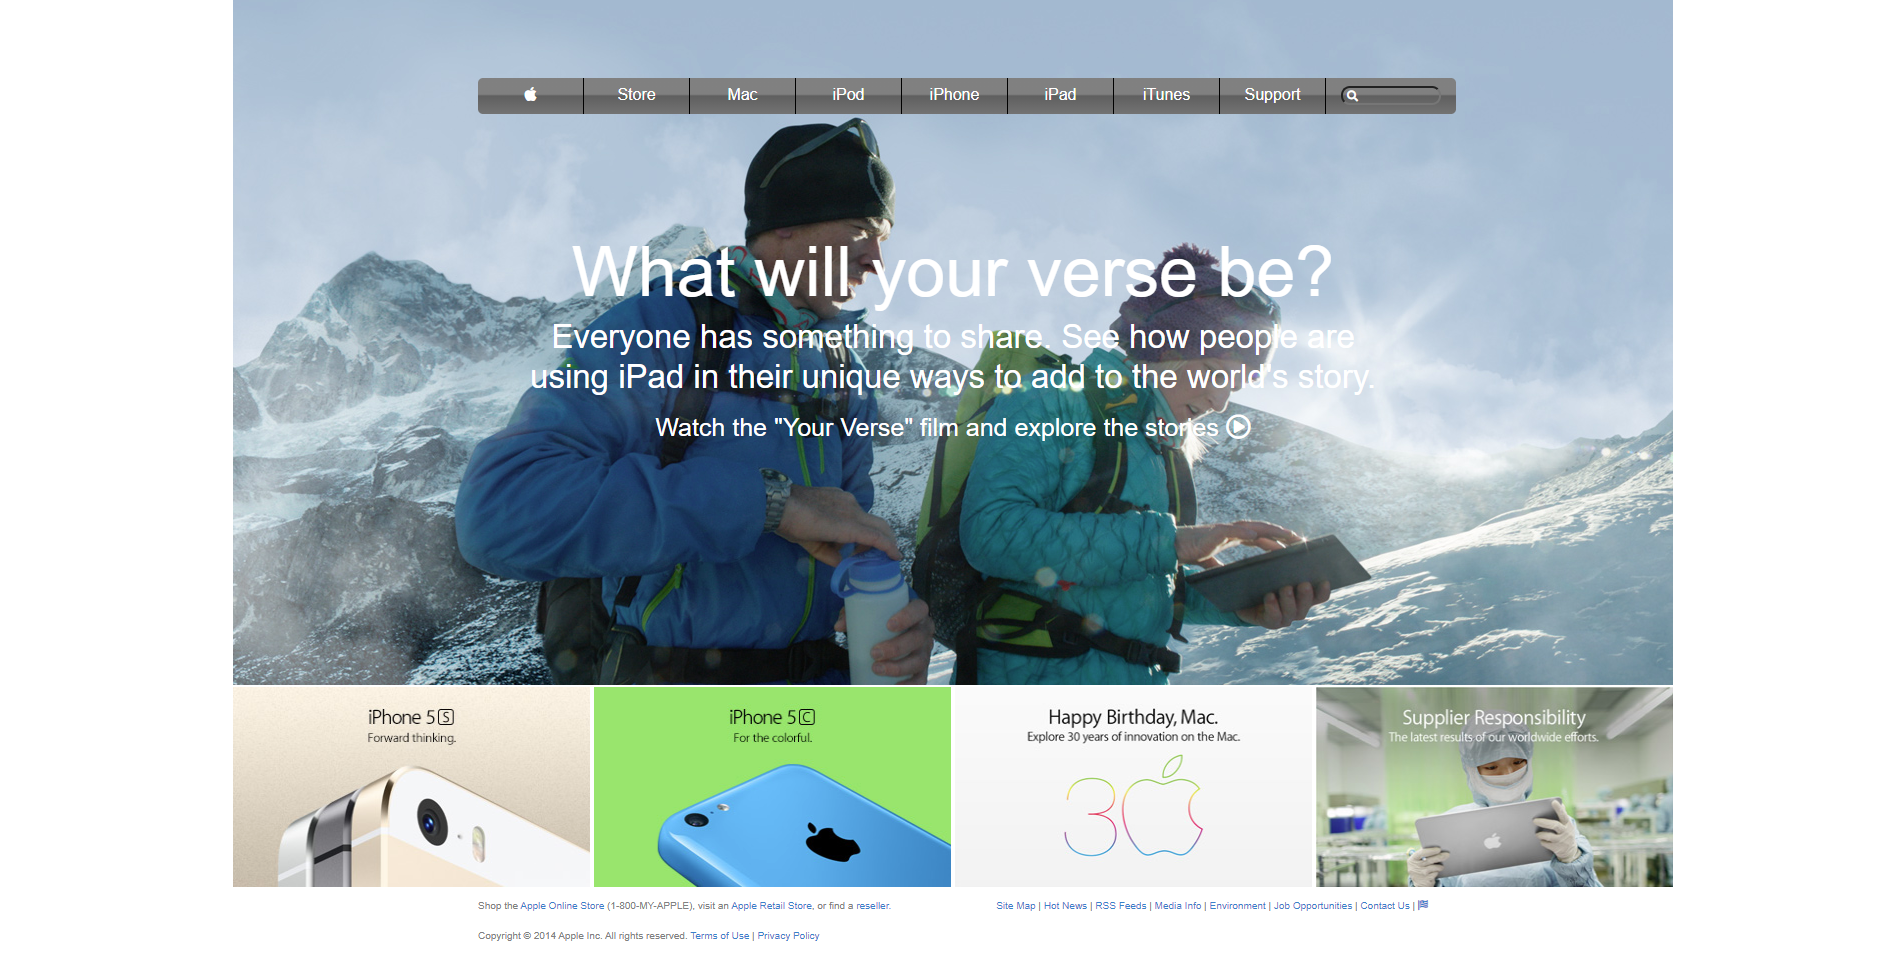 Store Mac iPod iPhone iPad iTunes Support
What will your verse be?
Everyone has something to share. See how people are
using iPad in their unique ways to add to the world's story.
Watch the "Your Verse" film and explore the stories
iPhone 5S
Forward thinking.
iPhone 5C
For the colorful.
Happy Birthday, Mac.
Explore 30 years of innovation on the Mac.
30
Supplier Responsibility
The latest results of our worldwide efforts.
Shop the Apple Online Store (1-800-MY-APPLE), visit an Apple Retail Store, or find a reseller.
Site Map | Hot News | RSS Feeds | Media Info | Environment | Job Opportunities | Contact Us |
Copyright © 2014 Apple Inc. All rights reserved. Terms of Use | Privacy Policy